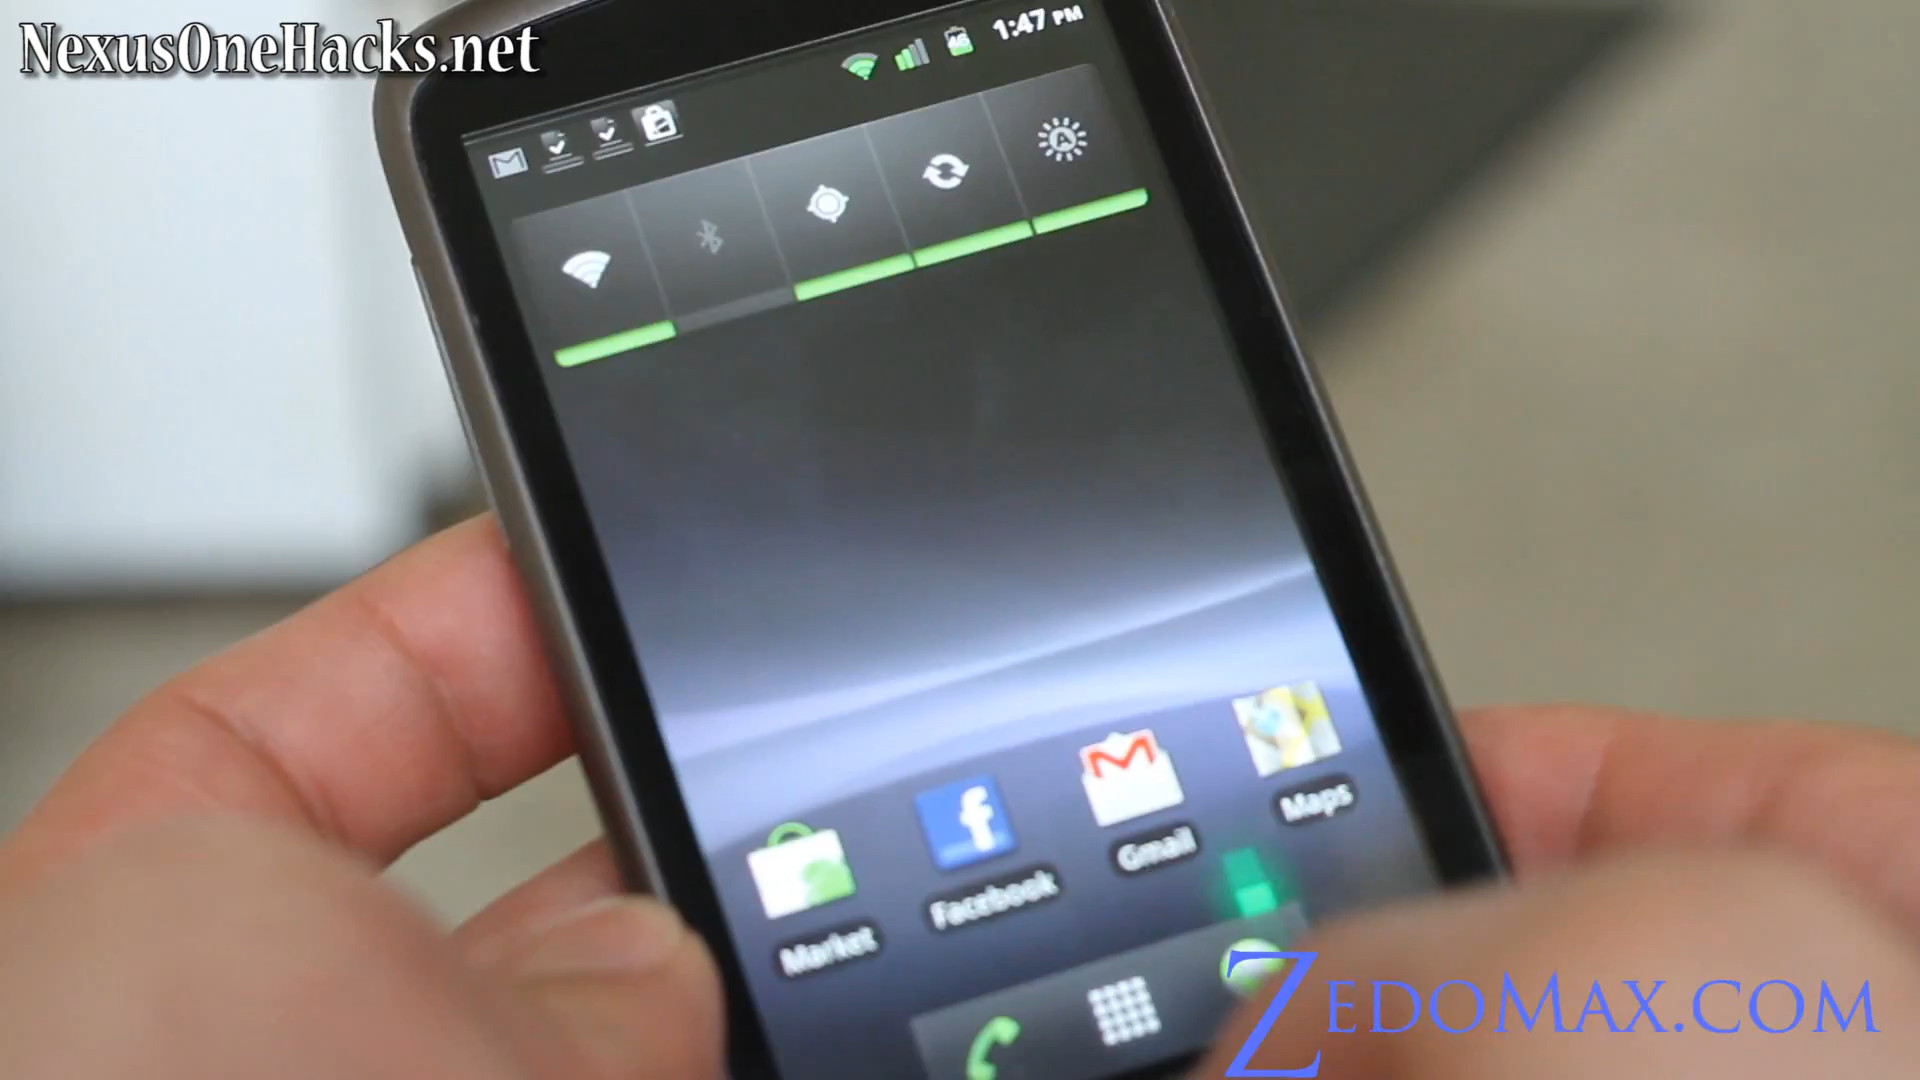 NexusOneHacks.net
1:47 PM
Market
Facebook
Gmail
Maps
ZEDOMAX.COM